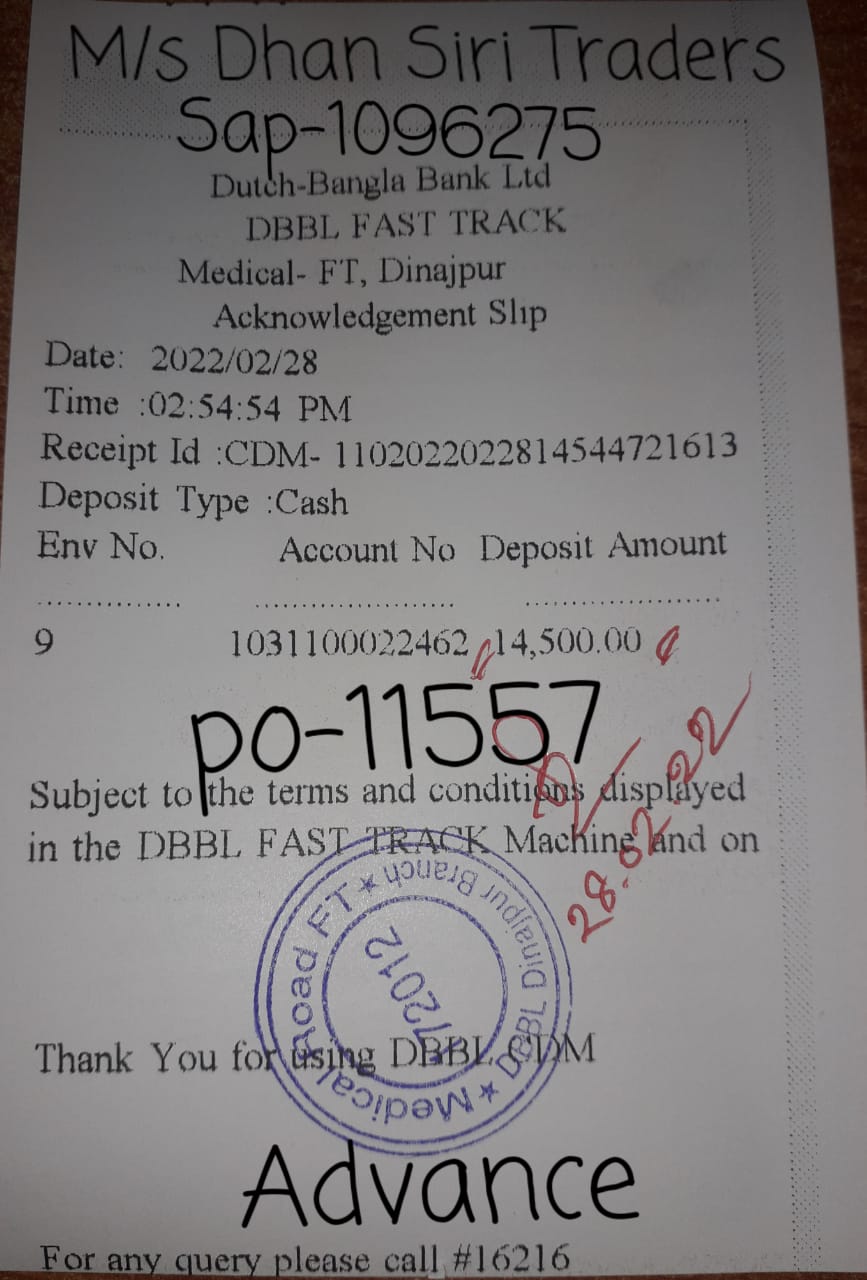 M/s Dhan Siri Traders
Sap-1096275
Dutch-Bangla Bank Ltd
DBBL FAST TRACK
Medical- FT, Dinajpur
Acknowledgement Slip
Date: 2022/02/28
Time :02:54:54 PM
Receipt Id :CDM- 1102022022814544721613
Deposit Type :Cash
Env No. Account No Deposit Amount
9 1031100022462 14,500.00
po-11557
Subject to the terms and conditions displayed
in the DBBL FAST TRACK Machine and on
28.02.22
Medical Road FT ★ DBBL Dinajpur Branch ★
/2012
Thank You for using DBBL CDM
Advance
For any query please call #16216